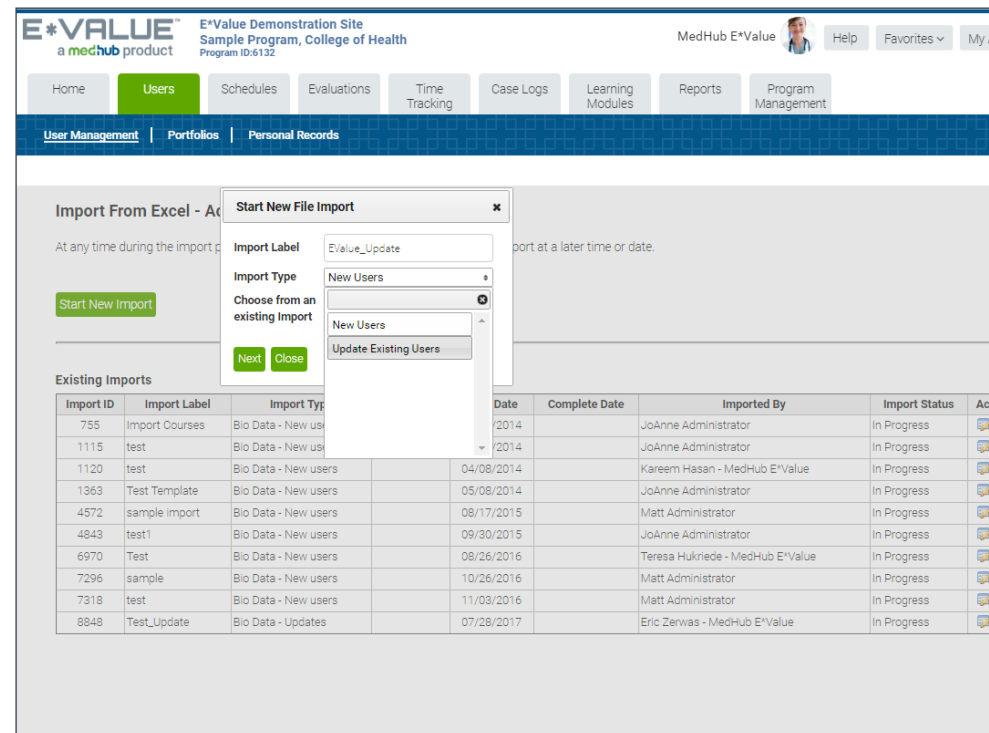 E*VALUE™
a medhub product
E*Value Demonstration Site
Sample Program, College of Health
Program ID:6132
MedHub E*Value
Help
Favorites
My
Home
Users
Schedules
Evaluations
Time Tracking
Case Logs
Learning Modules
Reports
Program Management
User Management | Portfolios | Personal Records
Import From Excel - Ac
At any time during the import p
port at a later time or date.
Start New Import
Start New File Import
Import Label
EValue_Update
Import Type
New Users
Choose from an existing Import
New Users
Update Existing Users
Next
Close
Existing Imports
Import ID Import Label Import Typ Date Complete Date Imported By Import Status Ac
755 Import Courses Bio Data - New use /2014 JoAnne Administrator In Progress
1115 test Bio Data - New use /2014 JoAnne Administrator In Progress
1120 test Bio Data - New users 04/08/2014 Kareem Hasan - MedHub E*Value In Progress
1363 Test Template Bio Data - New users 05/08/2014 JoAnne Administrator In Progress
4572 sample import Bio Data - New users 08/17/2015 Matt Administrator In Progress
4843 test1 Bio Data - New users 09/30/2015 JoAnne Administrator In Progress
6970 Test Bio Data - New users 08/26/2016 Teresa Hukriede - MedHub E*Value In Progress
7296 sample Bio Data - New users 10/26/2016 Matt Administrator In Progress
7318 test Bio Data - New users 11/03/2016 Matt Administrator In Progress
8848 Test_Update Bio Data - Updates 07/28/2017 Eric Zerwas - MedHub E*Value In Progress